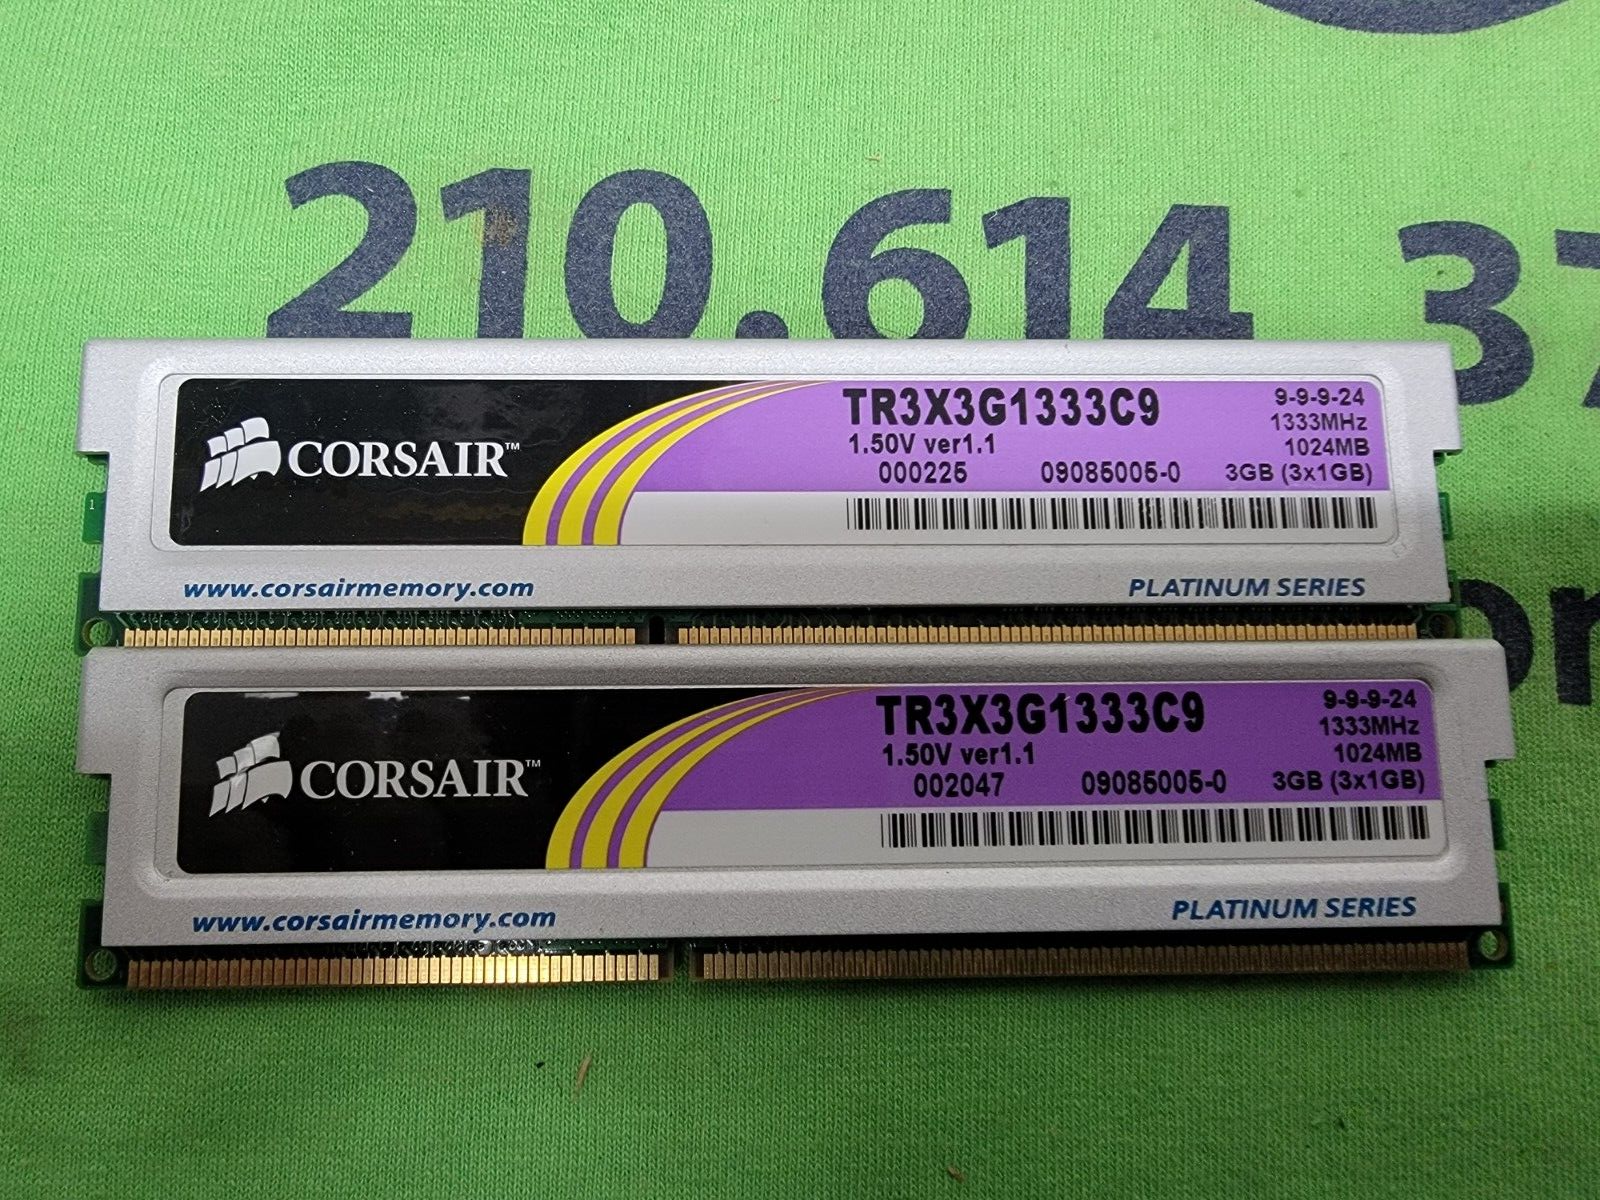 210.614 37
CORSAIR™
TR3X3G1333C9
1.50V ver1.1
000225 09085005-0
9-9-9-24
1333MHz
1024MB
3GB (3x1GB)
www.corsairmemory.com
PLATINUM SERIES
CORSAIR™
TR3X3G1333C9
1.50V ver1.1
002047 09085005-0
9-9-9-24
1333MHz
1024MB
3GB (3x1GB)
www.corsairmemory.com
PLATINUM SERIES